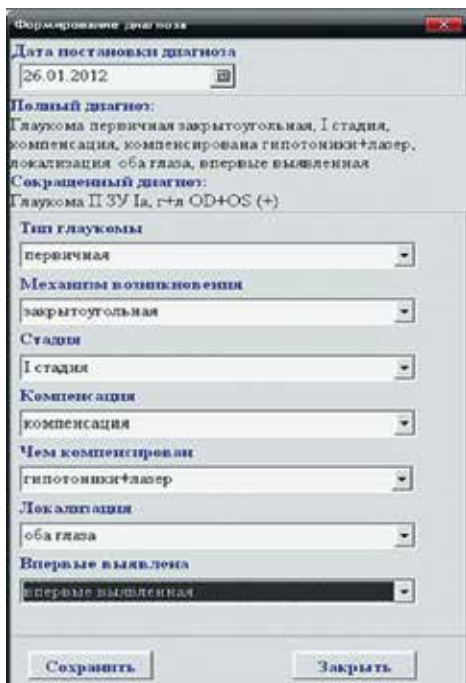 Формирование диагноза
Дата постановки диагноза
26.01.2012
Полный диагноз:
Глаукома первичная закрытоугольная, I стадия,
компенсация, компенсирована гипотоники+лазер,
локализация оба глаза, впервые выявленная
Сокращенный диагноз:
Глаукома П ЗУ Iа, г+л OD+OS (+)
Тип глаукомы
первичная
Механизм возникновения
закрытоугольная
Стадия
I стадия
Компенсация
компенсация
Чем компенсирован
гипотоники+лазер
Локализация
оба глаза
Впервые выявлена
впервые выявленная
Сохранить
Закрыть